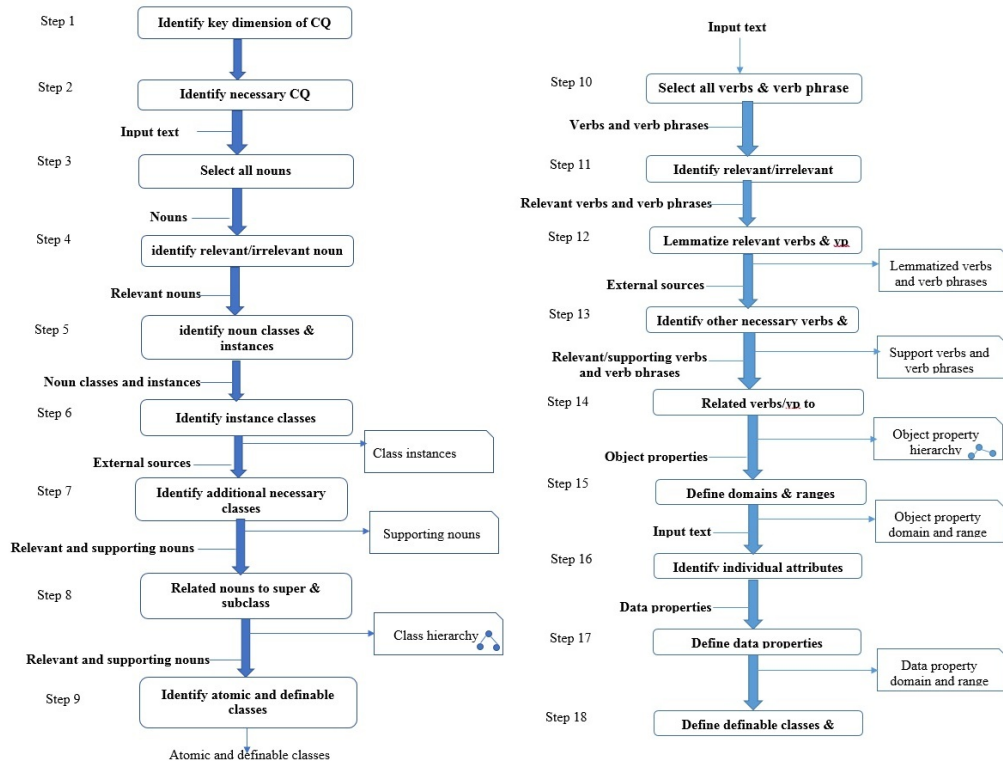 Step 1
Identify key dimension of CQ
Step 2
Identify necessary CQ
Input text
Step 3
Select all nouns
Nouns
Step 4
identify relevant/irrelevant noun
Relevant nouns
Step 5
identify noun classes &
instances
Noun classes and instances
Step 6
Identify instance classes
Class instances
External sources
Step 7
Identify additional necessary
classes
Supporting nouns
Relevant and supporting nouns
Step 8
Related nouns to super &
subclass
Class hierarchy
Relevant and supporting nouns
Step 9
Identify atomic and definable
classes
Atomic and definable classes
Input text
Step 10
Select all verbs & verb phrase
Verbs and verb phrases
Step 11
Identify relevant/irrelevant
Relevant verbs and verb phrases
Step 12
Lemmatize relevant verbs & vp
Lemmatized verbs
and verb phrases
External sources
Step 13
Identify other necessary verbs &
Support verbs and
verb phrases
Relevant/supporting verbs
and verb phrases
Step 14
Related verbs/vp to
Object property
hierarchy
Object properties
Step 15
Define domains & ranges
Object property
domain and range
Input text
Step 16
Identify individual attributes
Data properties
Step 17
Define data properties
Data property
domain and range
Step 18
Define definable classes &